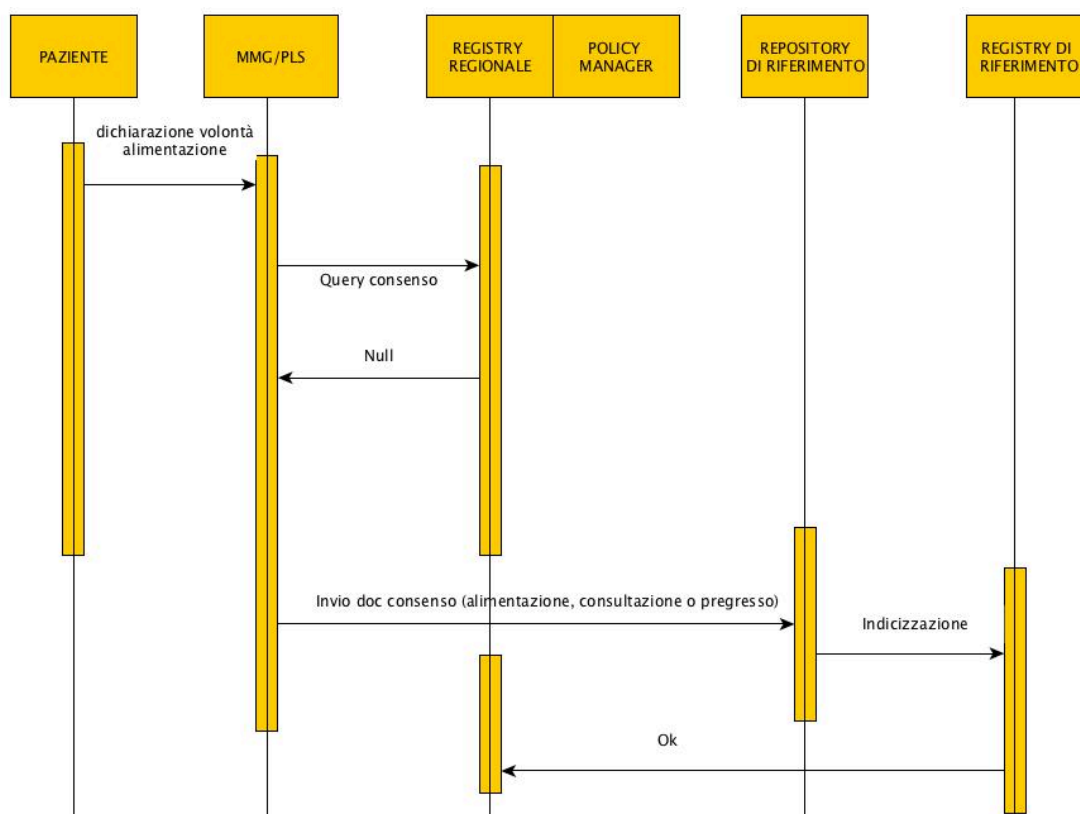 PAZIENTE
MMG/PLS
REGISTRY
REGIONALE
POLICY
MANAGER
REPOSITORY
DI RIFERIMENTO
REGISTRY DI
RIFERIMENTO
dichiarazione volontà
alimentazione
Query consenso
Null
Invio doc consenso (alimentazione, consultazione o pregresso)
Indicizzazione
Ok